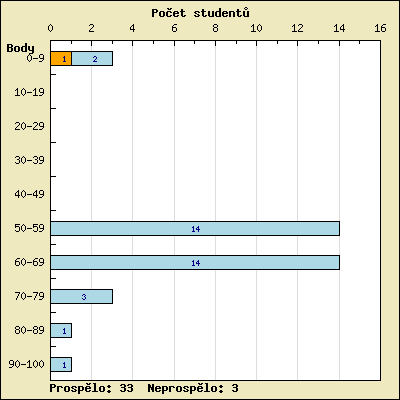 Počet studentů
0 2 4 6 8 10 12 14 16
Body
0-9 1 2
10-19
20-29
30-39
40-49
50-59 14
60-69 14
70-79 3
80-89 1
90-100 1
Prospělo: 33 Neprospělo: 3